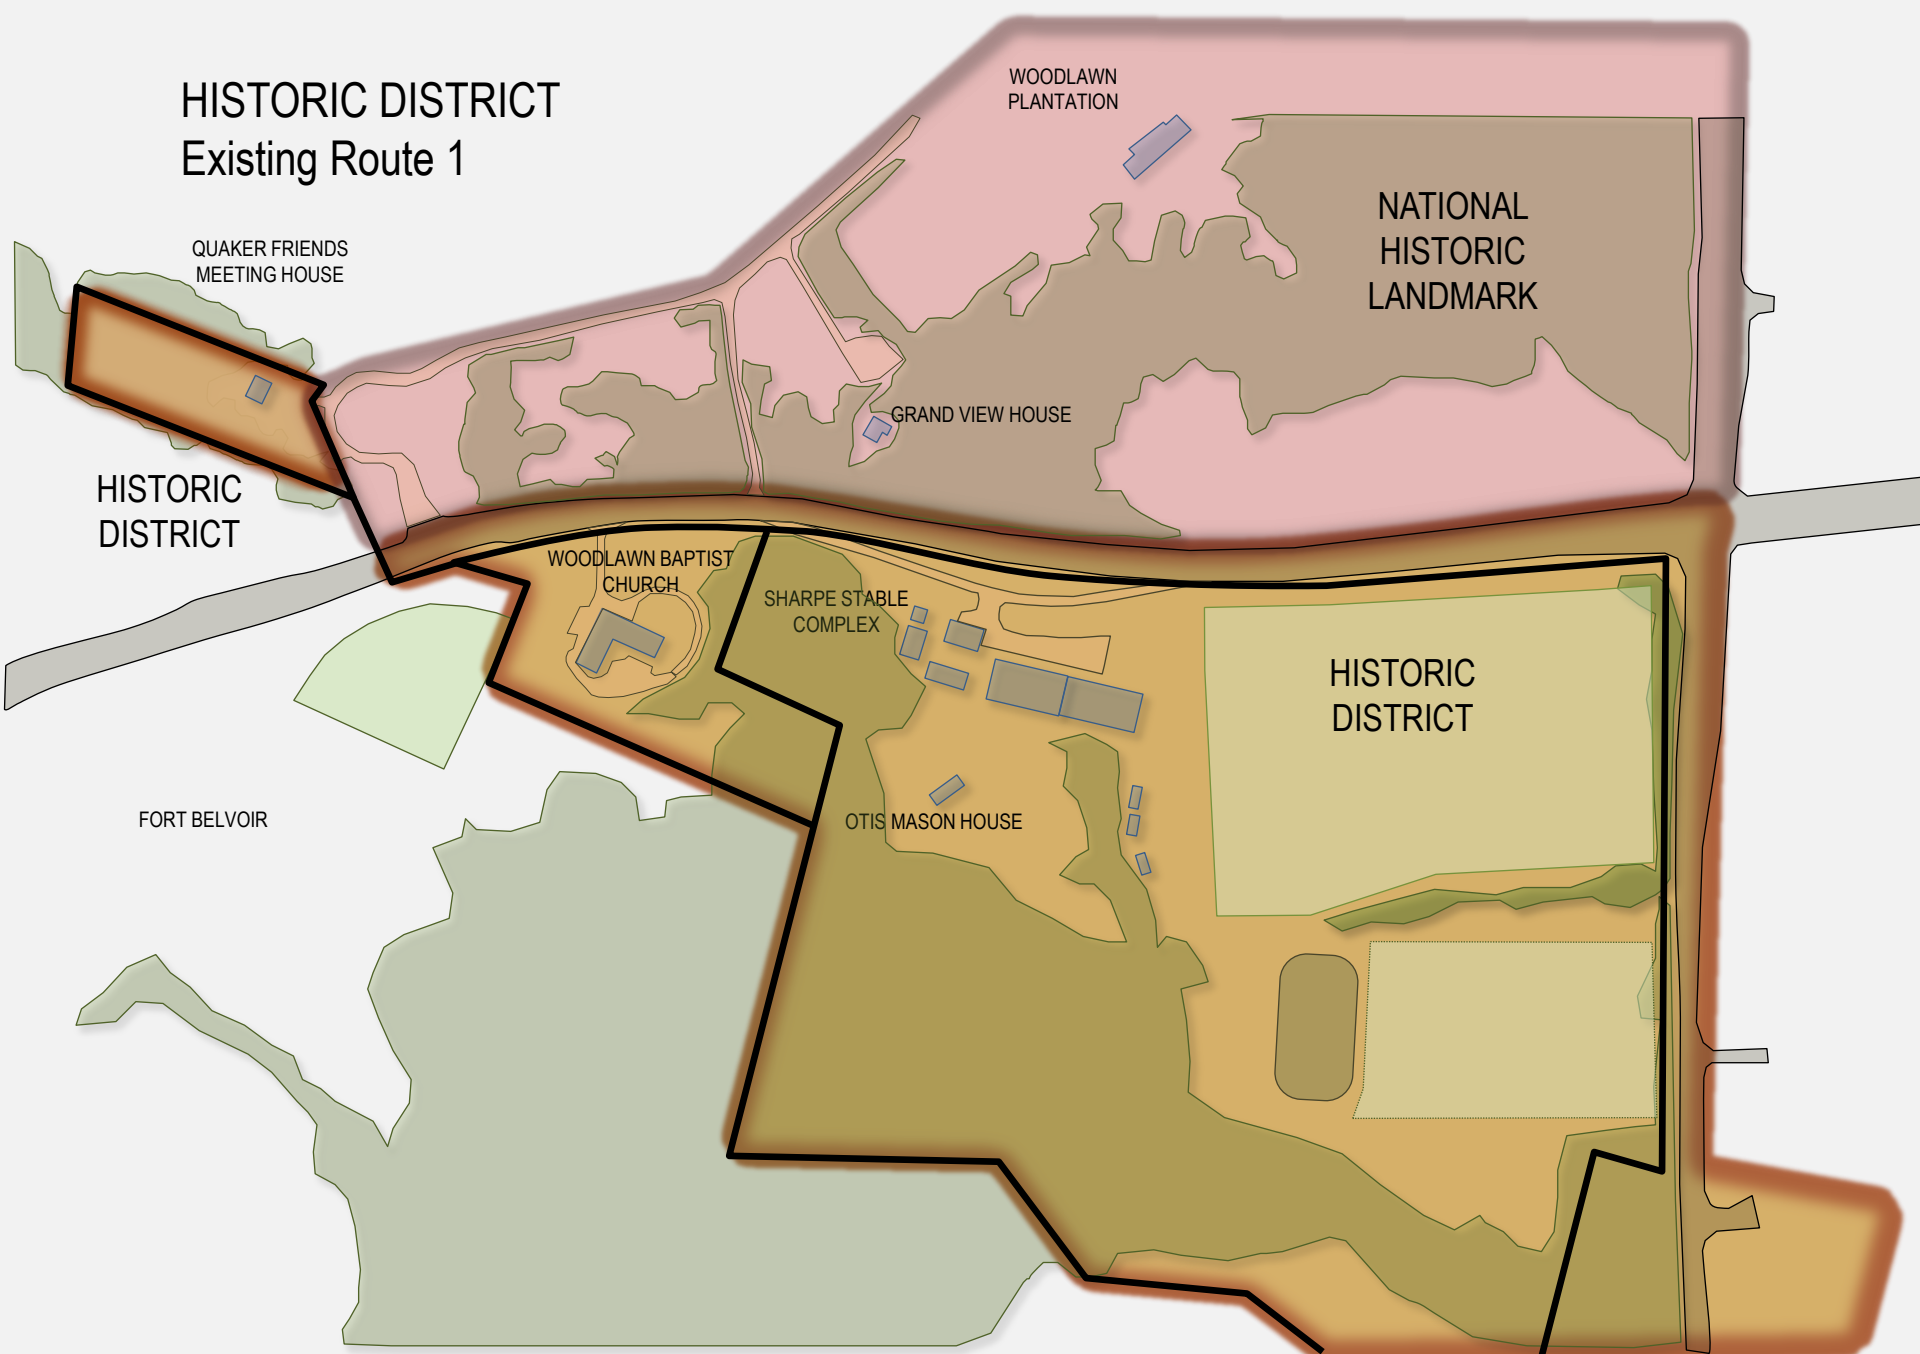 HISTORIC DISTRICT
Existing Route 1
WOODLAWN
PLANTATION
NATIONAL
HISTORIC
LANDMARK
QUAKER FRIENDS
MEETING HOUSE
GRAND VIEW HOUSE
HISTORIC
DISTRICT
WOODLAWN BAPTIST
CHURCH
SHARPE STABLE
COMPLEX
HISTORIC
DISTRICT
FORT BELVOIR
OTIS MASON HOUSE